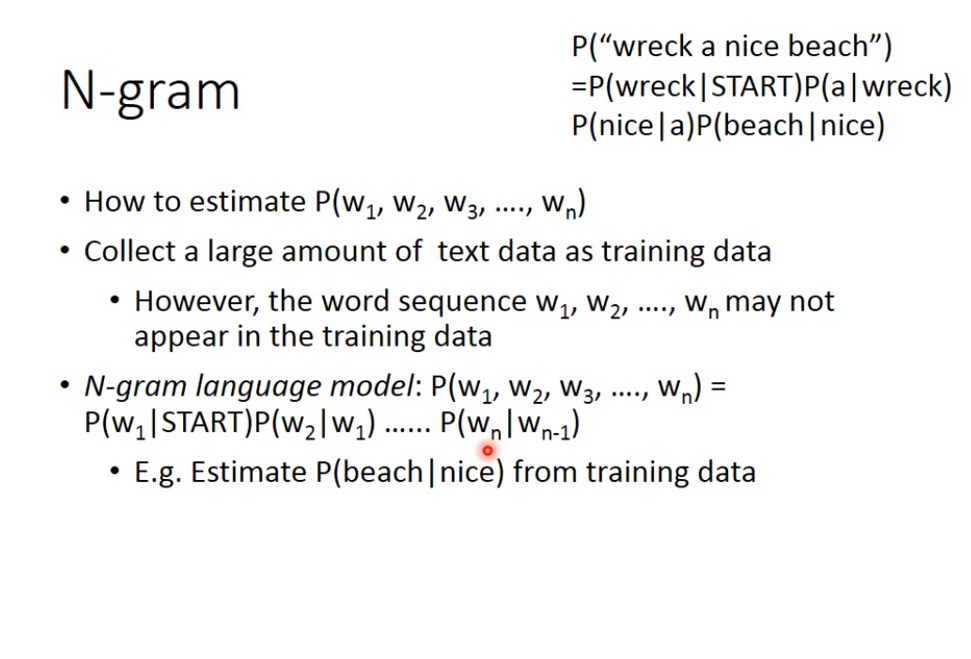 N-gram
P(“wreck a nice beach”)
=P(wreck|START)P(a|wreck)
P(nice|a)P(beach|nice)
• How to estimate P(w₁, w₂, w₃, ...., wₙ)
• Collect a large amount of text data as training data
• However, the word sequence w₁, w₂, ...., wₙ may not
appear in the training data
• N-gram language model: P(w₁, w₂, w₃, ...., wₙ) =
P(w₁|START)P(w₂|w₁) ...... P(wₙ|wₙ₋₁)
• E.g. Estimate P(beach|nice) from training data